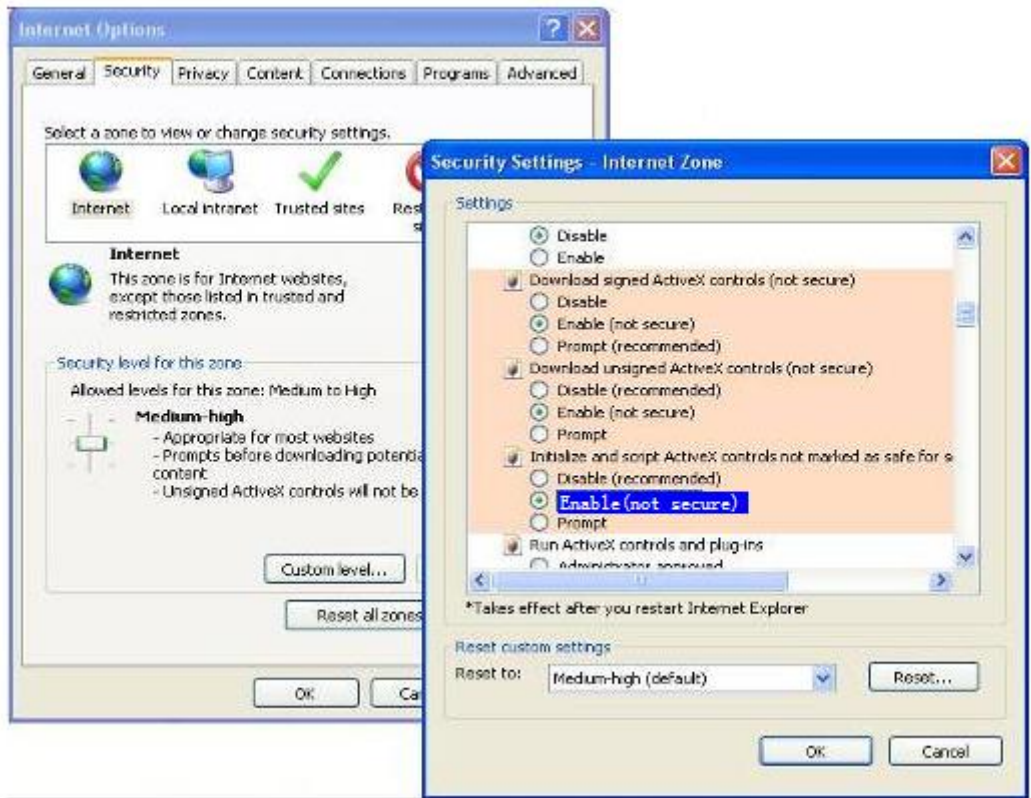 Internet Options
General Security Privacy Content Connections Programs Advanced
Select a zone to view or change security settings.
Internet Local intranet Trusted sites
Internet
This zone is for Internet websites,
except those listed in trusted and
restricted zones.
Security level for this zone
Allowed levels for this zone: Medium to High
Medium-high
- Appropriate for most websites
- Prompts before downloading
content
- Unsigned ActiveX controls will not be
Custom level...
Reset all zones
OK
Security Settings - Internet Zone
Settings
Disable
Enable
Download signed ActiveX controls (not secure)
Disable
Enable (not secure)
Prompt (recommended)
Download unsigned ActiveX controls (not secure)
Disable (recommended)
Enable (not secure)
Prompt
Initialize and script ActiveX controls not marked as safe for s
Disable (recommended)
Enable(not secure)
Prompt
Run ActiveX controls and plug-ins
Administrator approved
*Takes effect after you restart Internet Explorer
Reset custom settings
Reset to: Medium-high (default) Reset...
OK Cancel